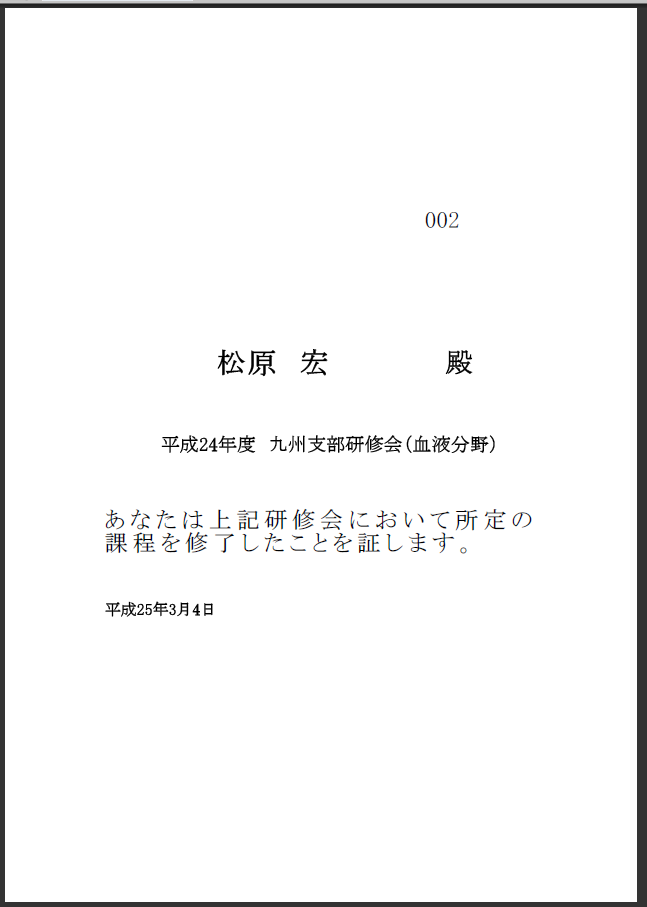 002
松原　宏　　　　殿
平成24年度　九州支部研修会（血液分野）
あなたは上記研修会において所定の
課程を修了したことを証します。
平成25年3月4日